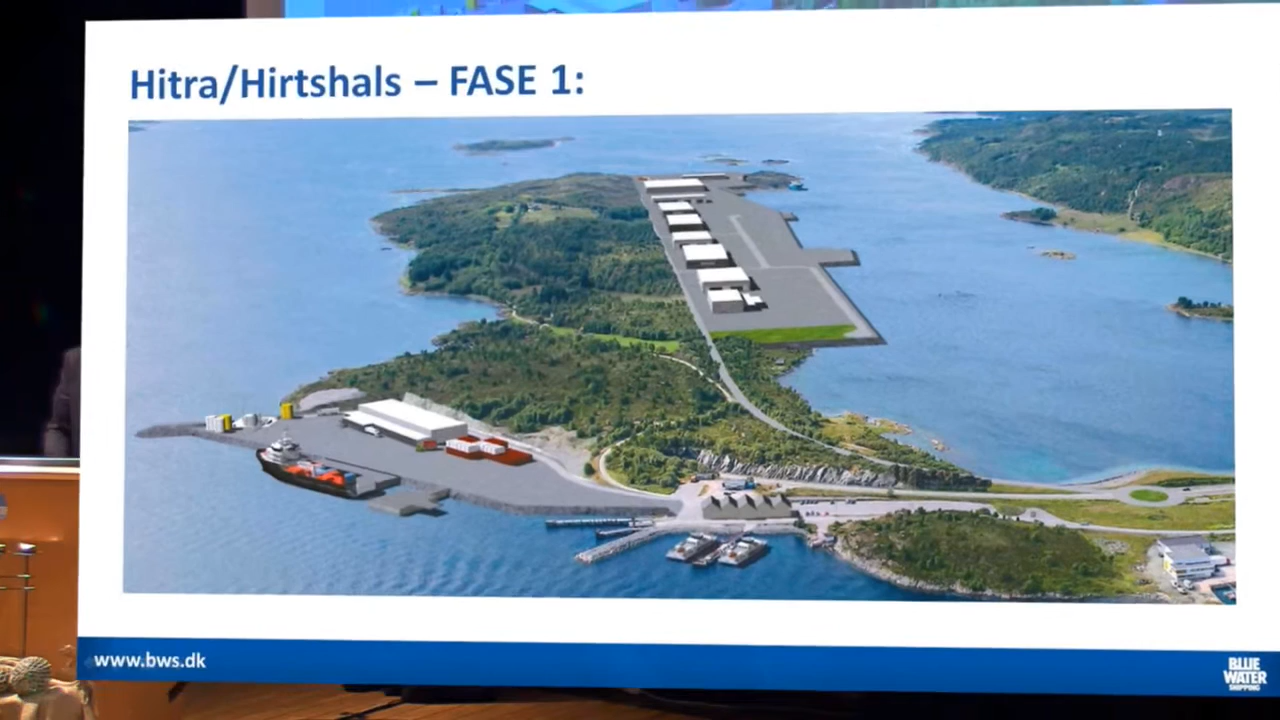 Hitra/Hirtshals – FASE 1:
www.bws.dk
BLUE
WATER
SHIPPING